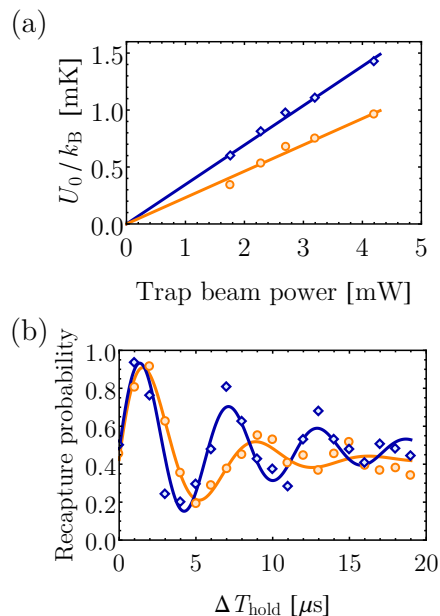 (a)
U₀/k_B [mK]
1.5
1.0
0.5
0.0
0 1 2 3 4 5
Trap beam power [mW]
(b)
Recapture probability
1.0
0.8
0.6
0.4
0.2
0.0
0 5 10 15 20
Δ T_hold [μs]